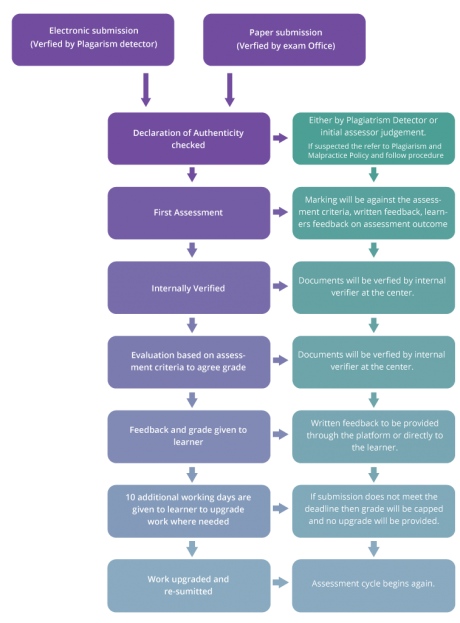 Electronic submission
(Verfied by Plagarism detector)
Paper submission
(Verfied by exam Office)
Declaration of Authenticity
checked
Either by Plagiatrism Detector or
initial assessor judgement.
If suspected the refer to Plagiarism and
Malpractice Policy and follow procedure
First Assessment
Marking will be against the assess-
ment criteria, written feedback, learn-
ers feedback on assessment outcome
Internally Verified
Documents will be verfied by internal
verifier at the center.
Evaluation based on assess-
ment criteria to agree grade
Documents will be verfied by internal
verifier at the center.
Feedback and grade given to
learner
Written feedback to be provided
through the platform or directly to
the learner.
10 additional working days are
given to learner to upgrade
work where needed
If submission does not meet the
deadline then grade will be capped
and no upgrade will be provided.
Work upgraded and
re-sumitted
Assessment cycle begins again.